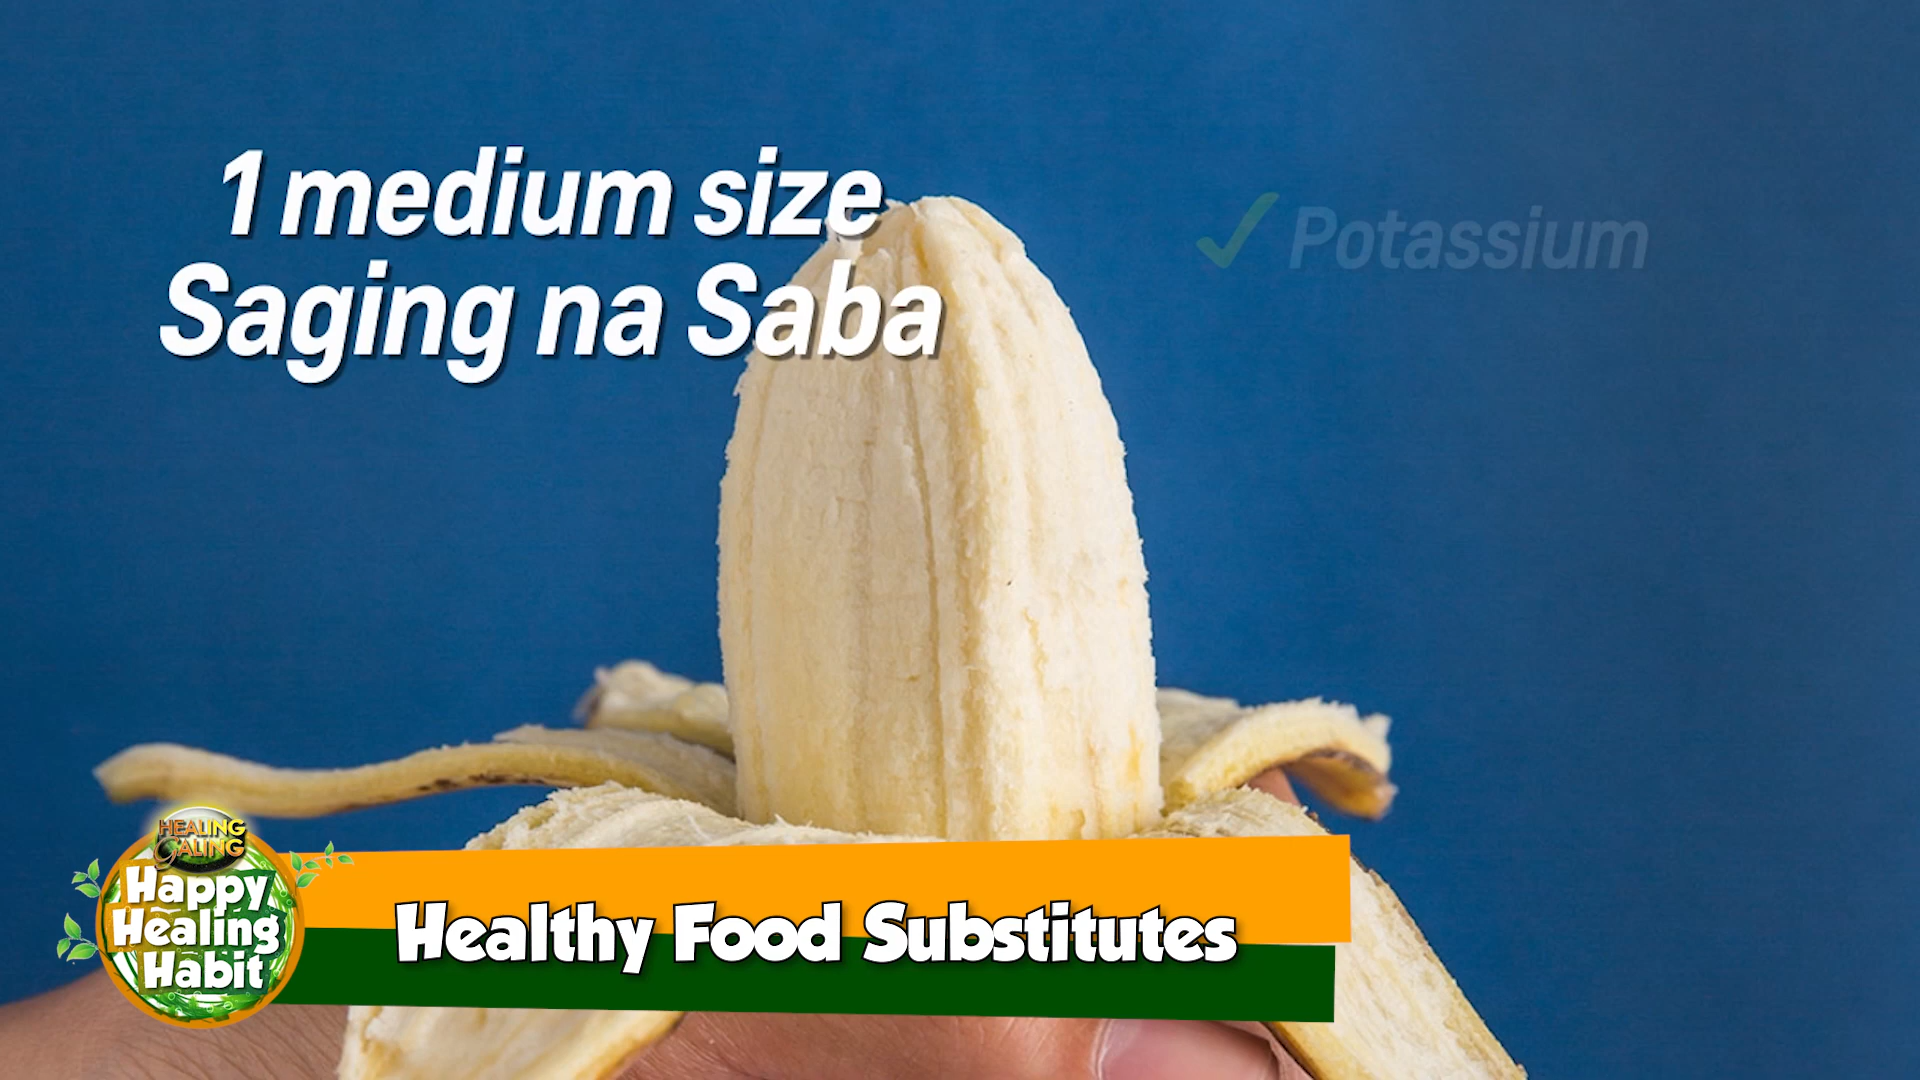 1 medium size
Saging na Saba
✓ Potassium
HEALING
GALING
Happy
Healing
Habit
Healthy Food Substitutes